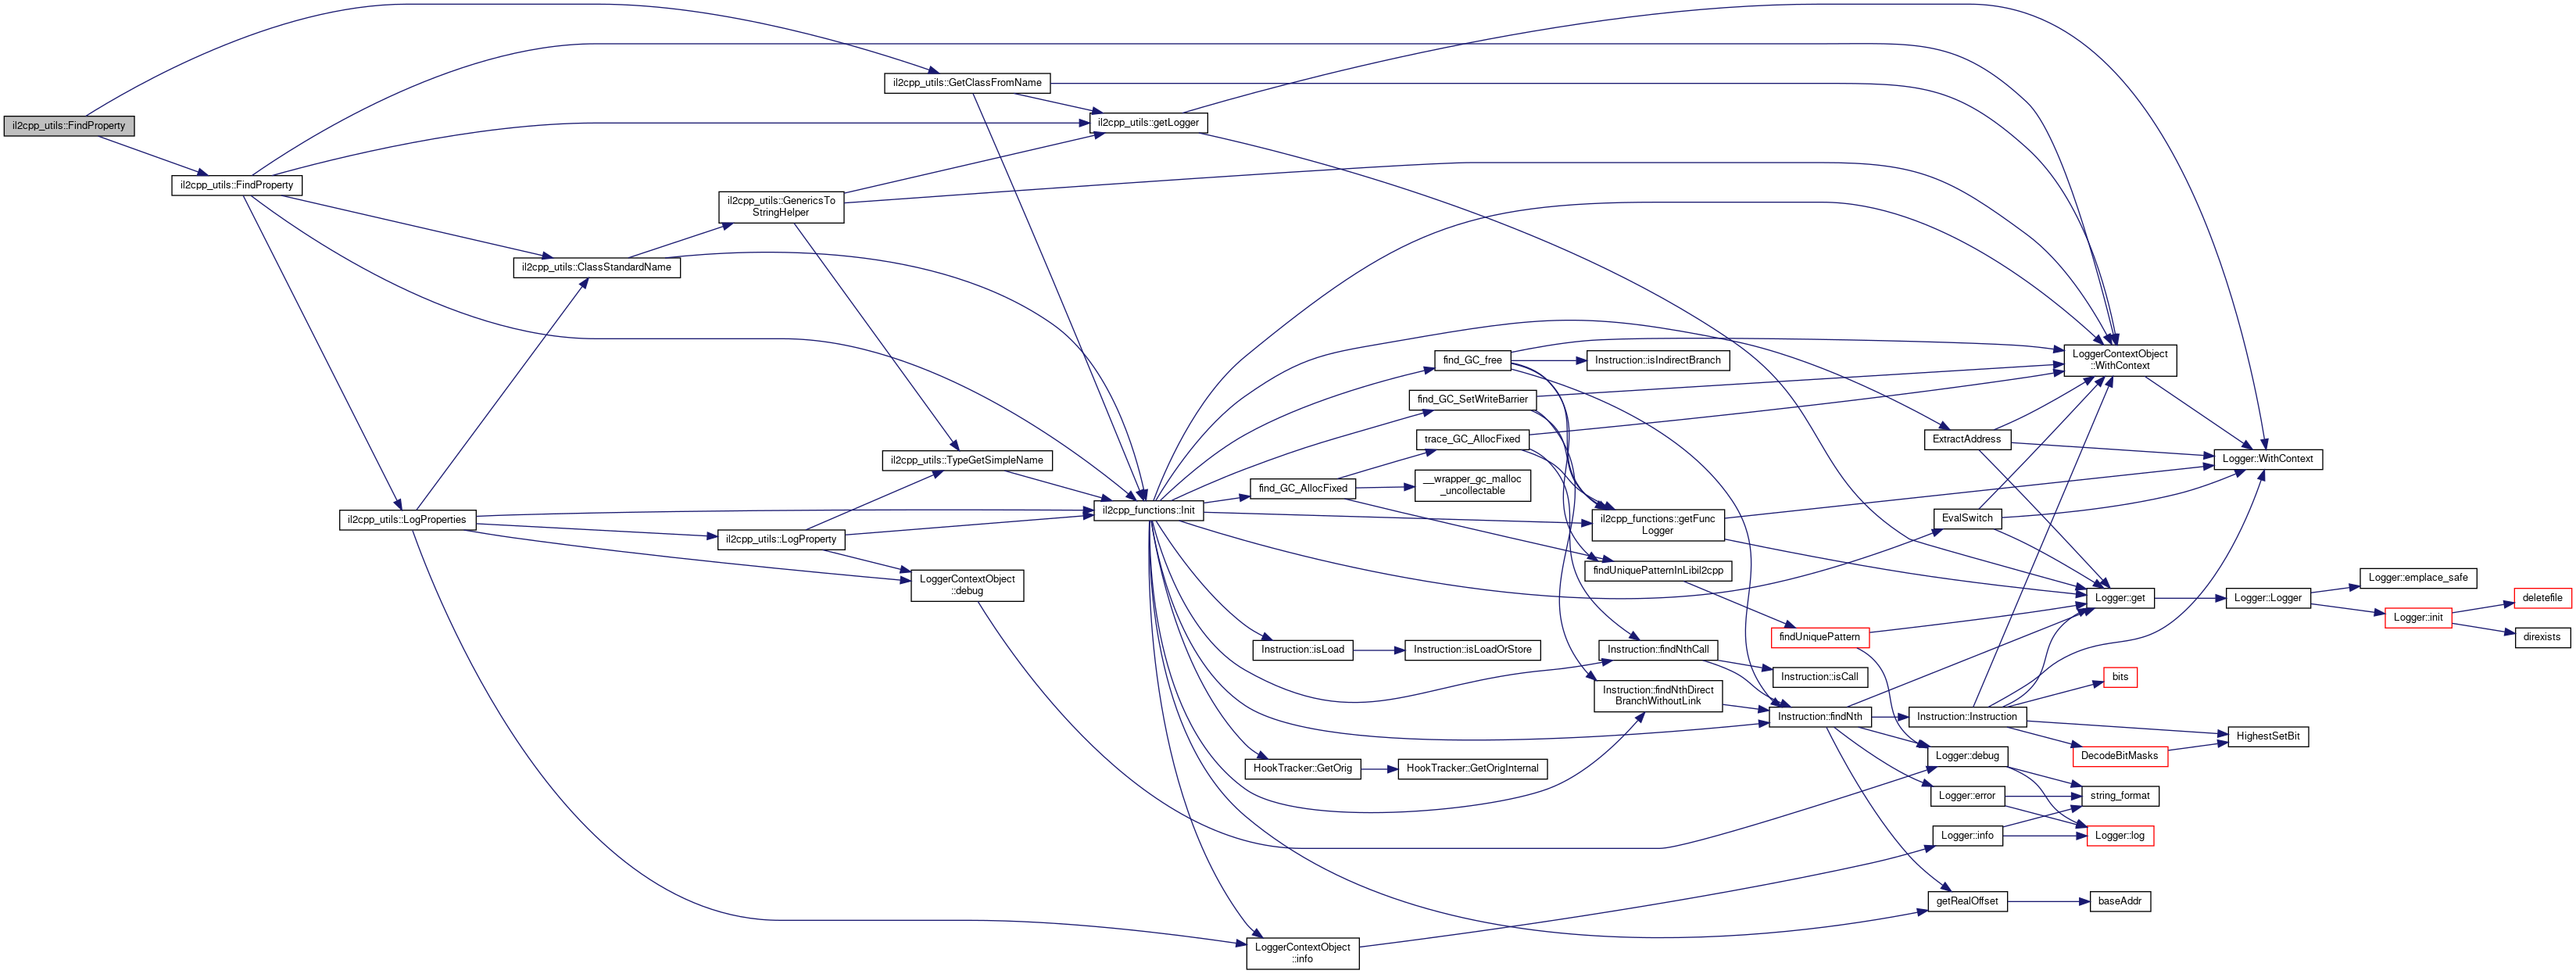 il2cpp_utils::FindProperty
il2cpp_utils::FindProperty
il2cpp_utils::GetClassFromName
il2cpp_utils::getLogger
il2cpp_utils::GenericsTo
StringHelper
il2cpp_utils::ClassStandardName
il2cpp_utils::TypeGetSimpleName
il2cpp_utils::LogProperties
il2cpp_utils::LogProperty
LoggerContextObject
::debug
il2cpp_functions::Init
find_GC_free
Instruction::isIndirectBranch
find_GC_SetWriteBarrier
trace_GC_AllocFixed
find_GC_AllocFixed
__wrapper_gc_malloc
_uncollectable
il2cpp_functions::getFunc
Logger
findUniquePatternInLibil2cpp
Instruction::isLoad
Instruction::isLoadOrStore
Instruction::findNthCall
Instruction::findNthDirect
BranchWithoutLink
HookTracker::GetOrig
HookTracker::GetOrigInternal
LoggerContextObject
::info
findUniquePattern
Instruction::isCall
Instruction::findNth
LoggerContextObject
::WithContext
ExtractAddress
Logger::WithContext
EvalSwitch
Logger::get
Logger::Logger
Logger::emplace_safe
Logger::init
deletefile
direxists
Instruction::Instruction
bits
HighestSetBit
DecodeBitMasks
Logger::debug
Logger::error
string_format
Logger::info
Logger::log
getRealOffset
baseAddr